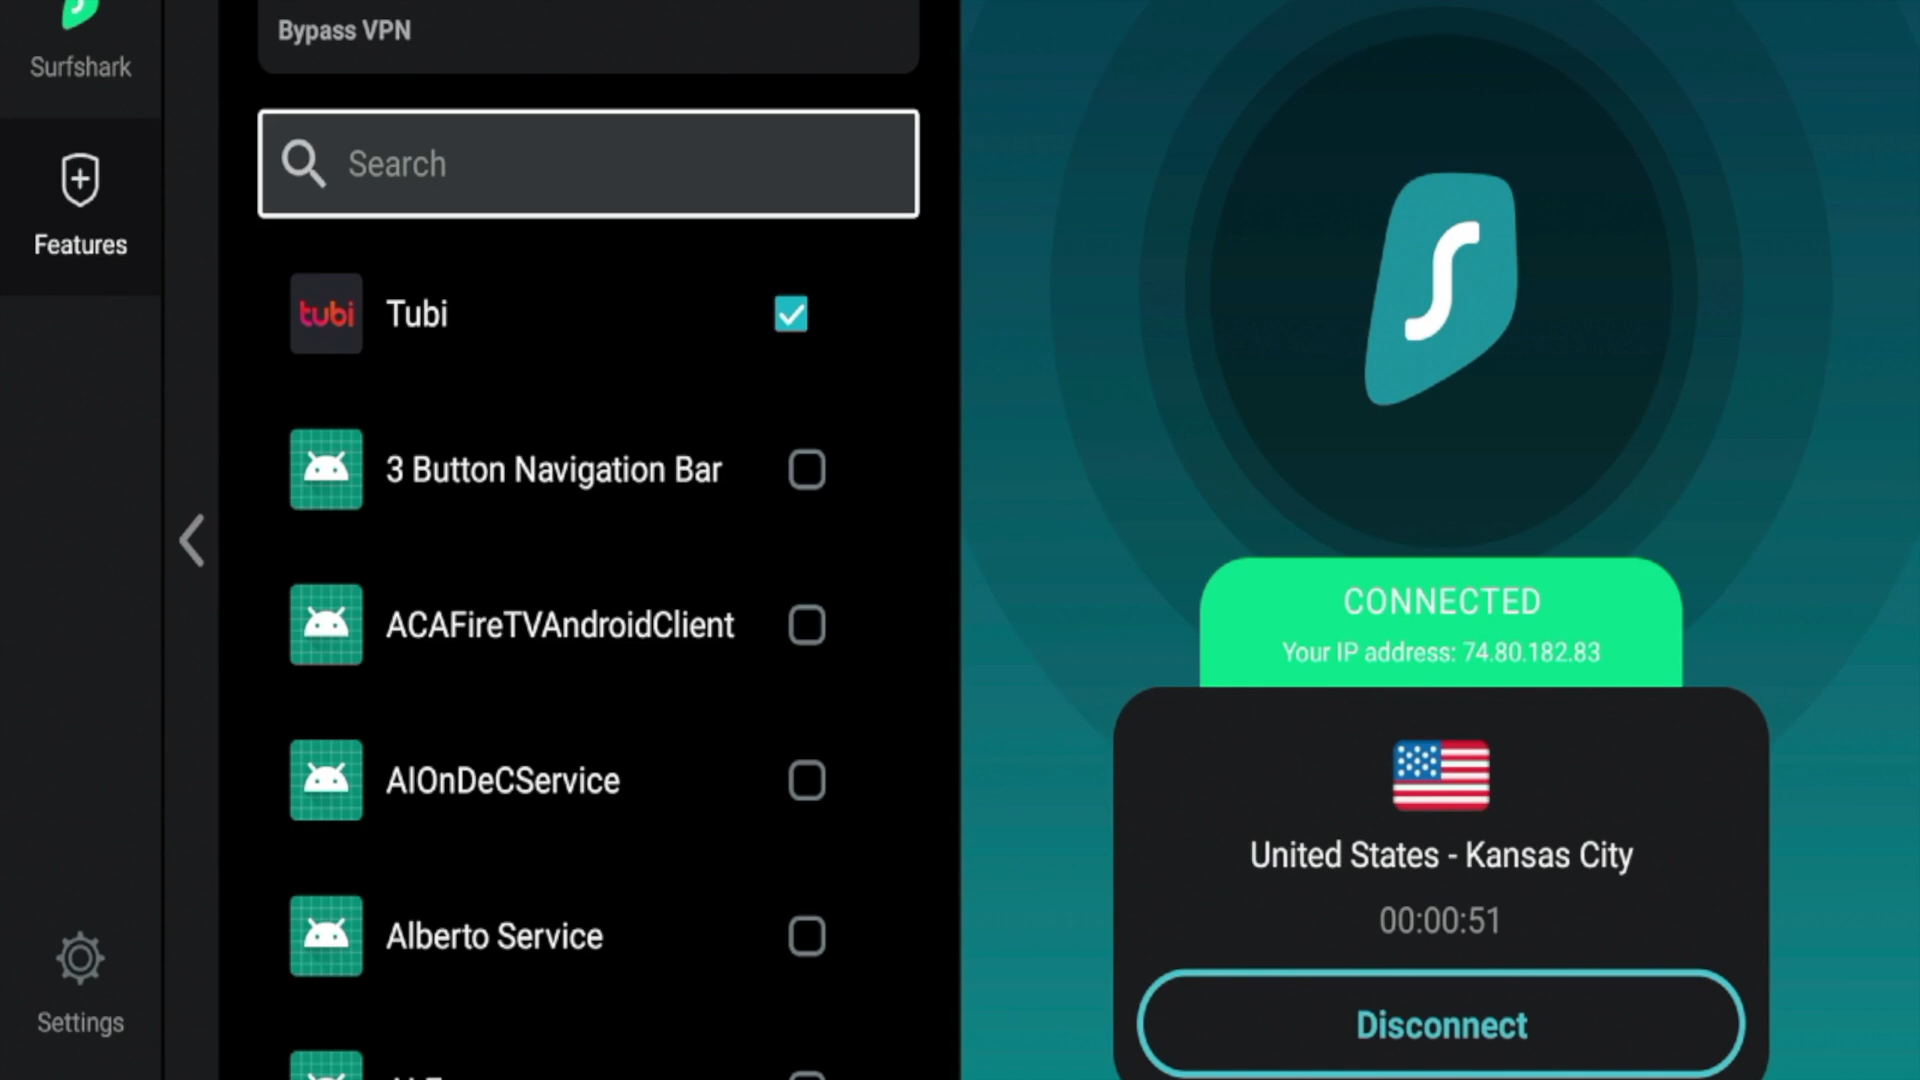 Surfshark
Features
Settings
Bypass VPN
Search
tubi
Tubi
3 Button Navigation Bar
ACAFireTVAndroidClient
AIOnDeCService
Alberto Service
CONNECTED
Your IP address: 74.80.182.83
United States - Kansas City
00:00:51
Disconnect